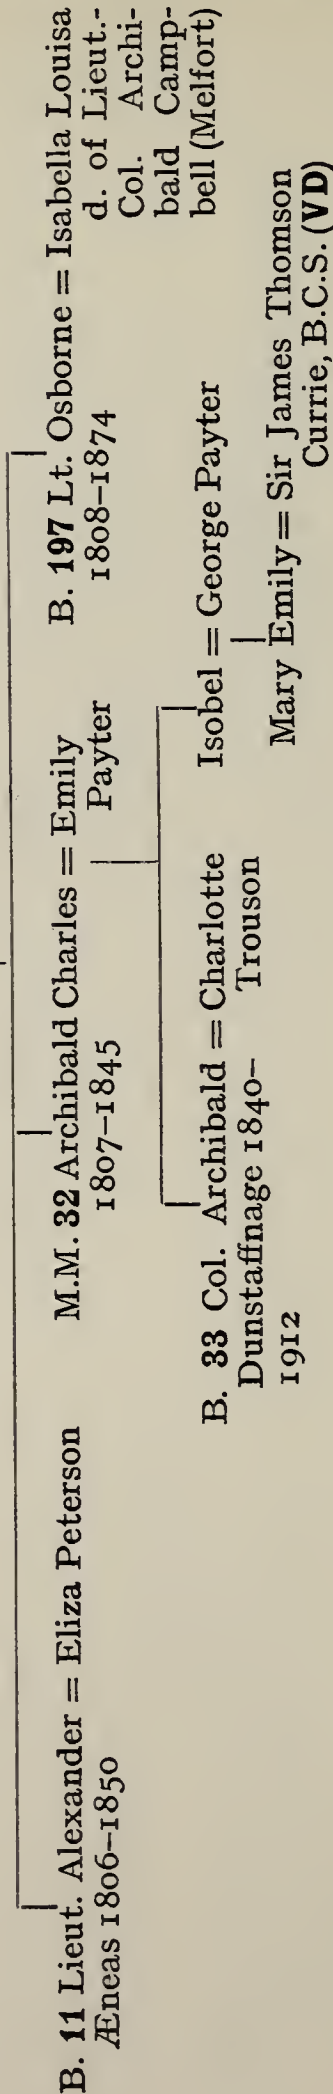 B. 11 Lieut. Alexander = Eliza Peterson
Æneas 1806–1850
M.M. 32 Archibald Charles = Emily
1807–1845 Payter
B. 197 Lt. Osborne = Isabella Louisa
1808–1874 d. of Lieut.-
Col. Archi-
bald Camp-
bell (Melfort)
B. 33 Col. Archibald = Charlotte
Dunstaffnage 1840– Trouson
1912
Isobel = George Payter
Mary Emily = Sir James Thomson
Currie, B.C.S. (VD)